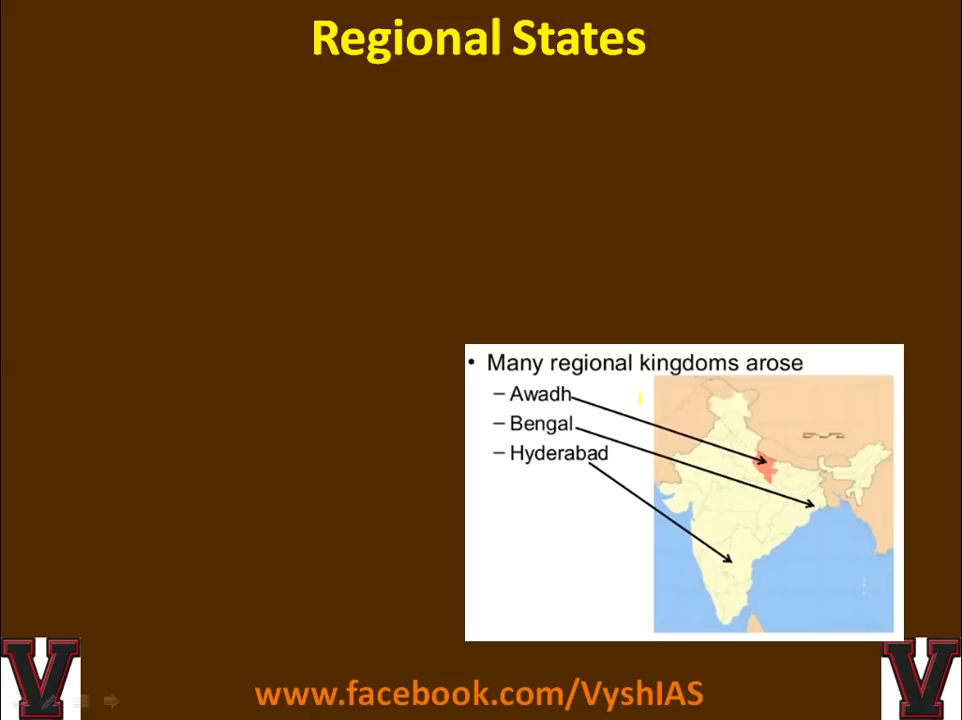 Regional States
• Many regional kingdoms arose
– Awadh
– Bengal
– Hyderabad
V
V
www.facebook.com/VyshIAS